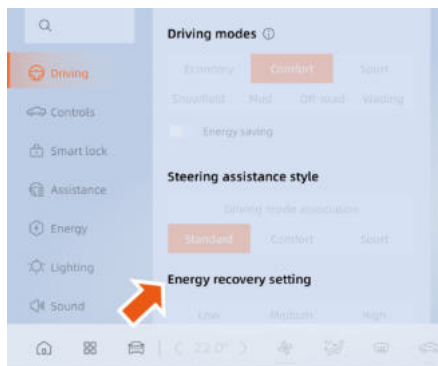 Driving modes
Driving
Economy Comfort Sport
Snowfield Mud Off-road Wading
Controls
Energy saving
Smart lock
Steering assistance style
Assistance
Driving mode association
Energy
Standard Comfort Sport
Lighting
Energy recovery setting
Sound
Low Medium High
22.0°